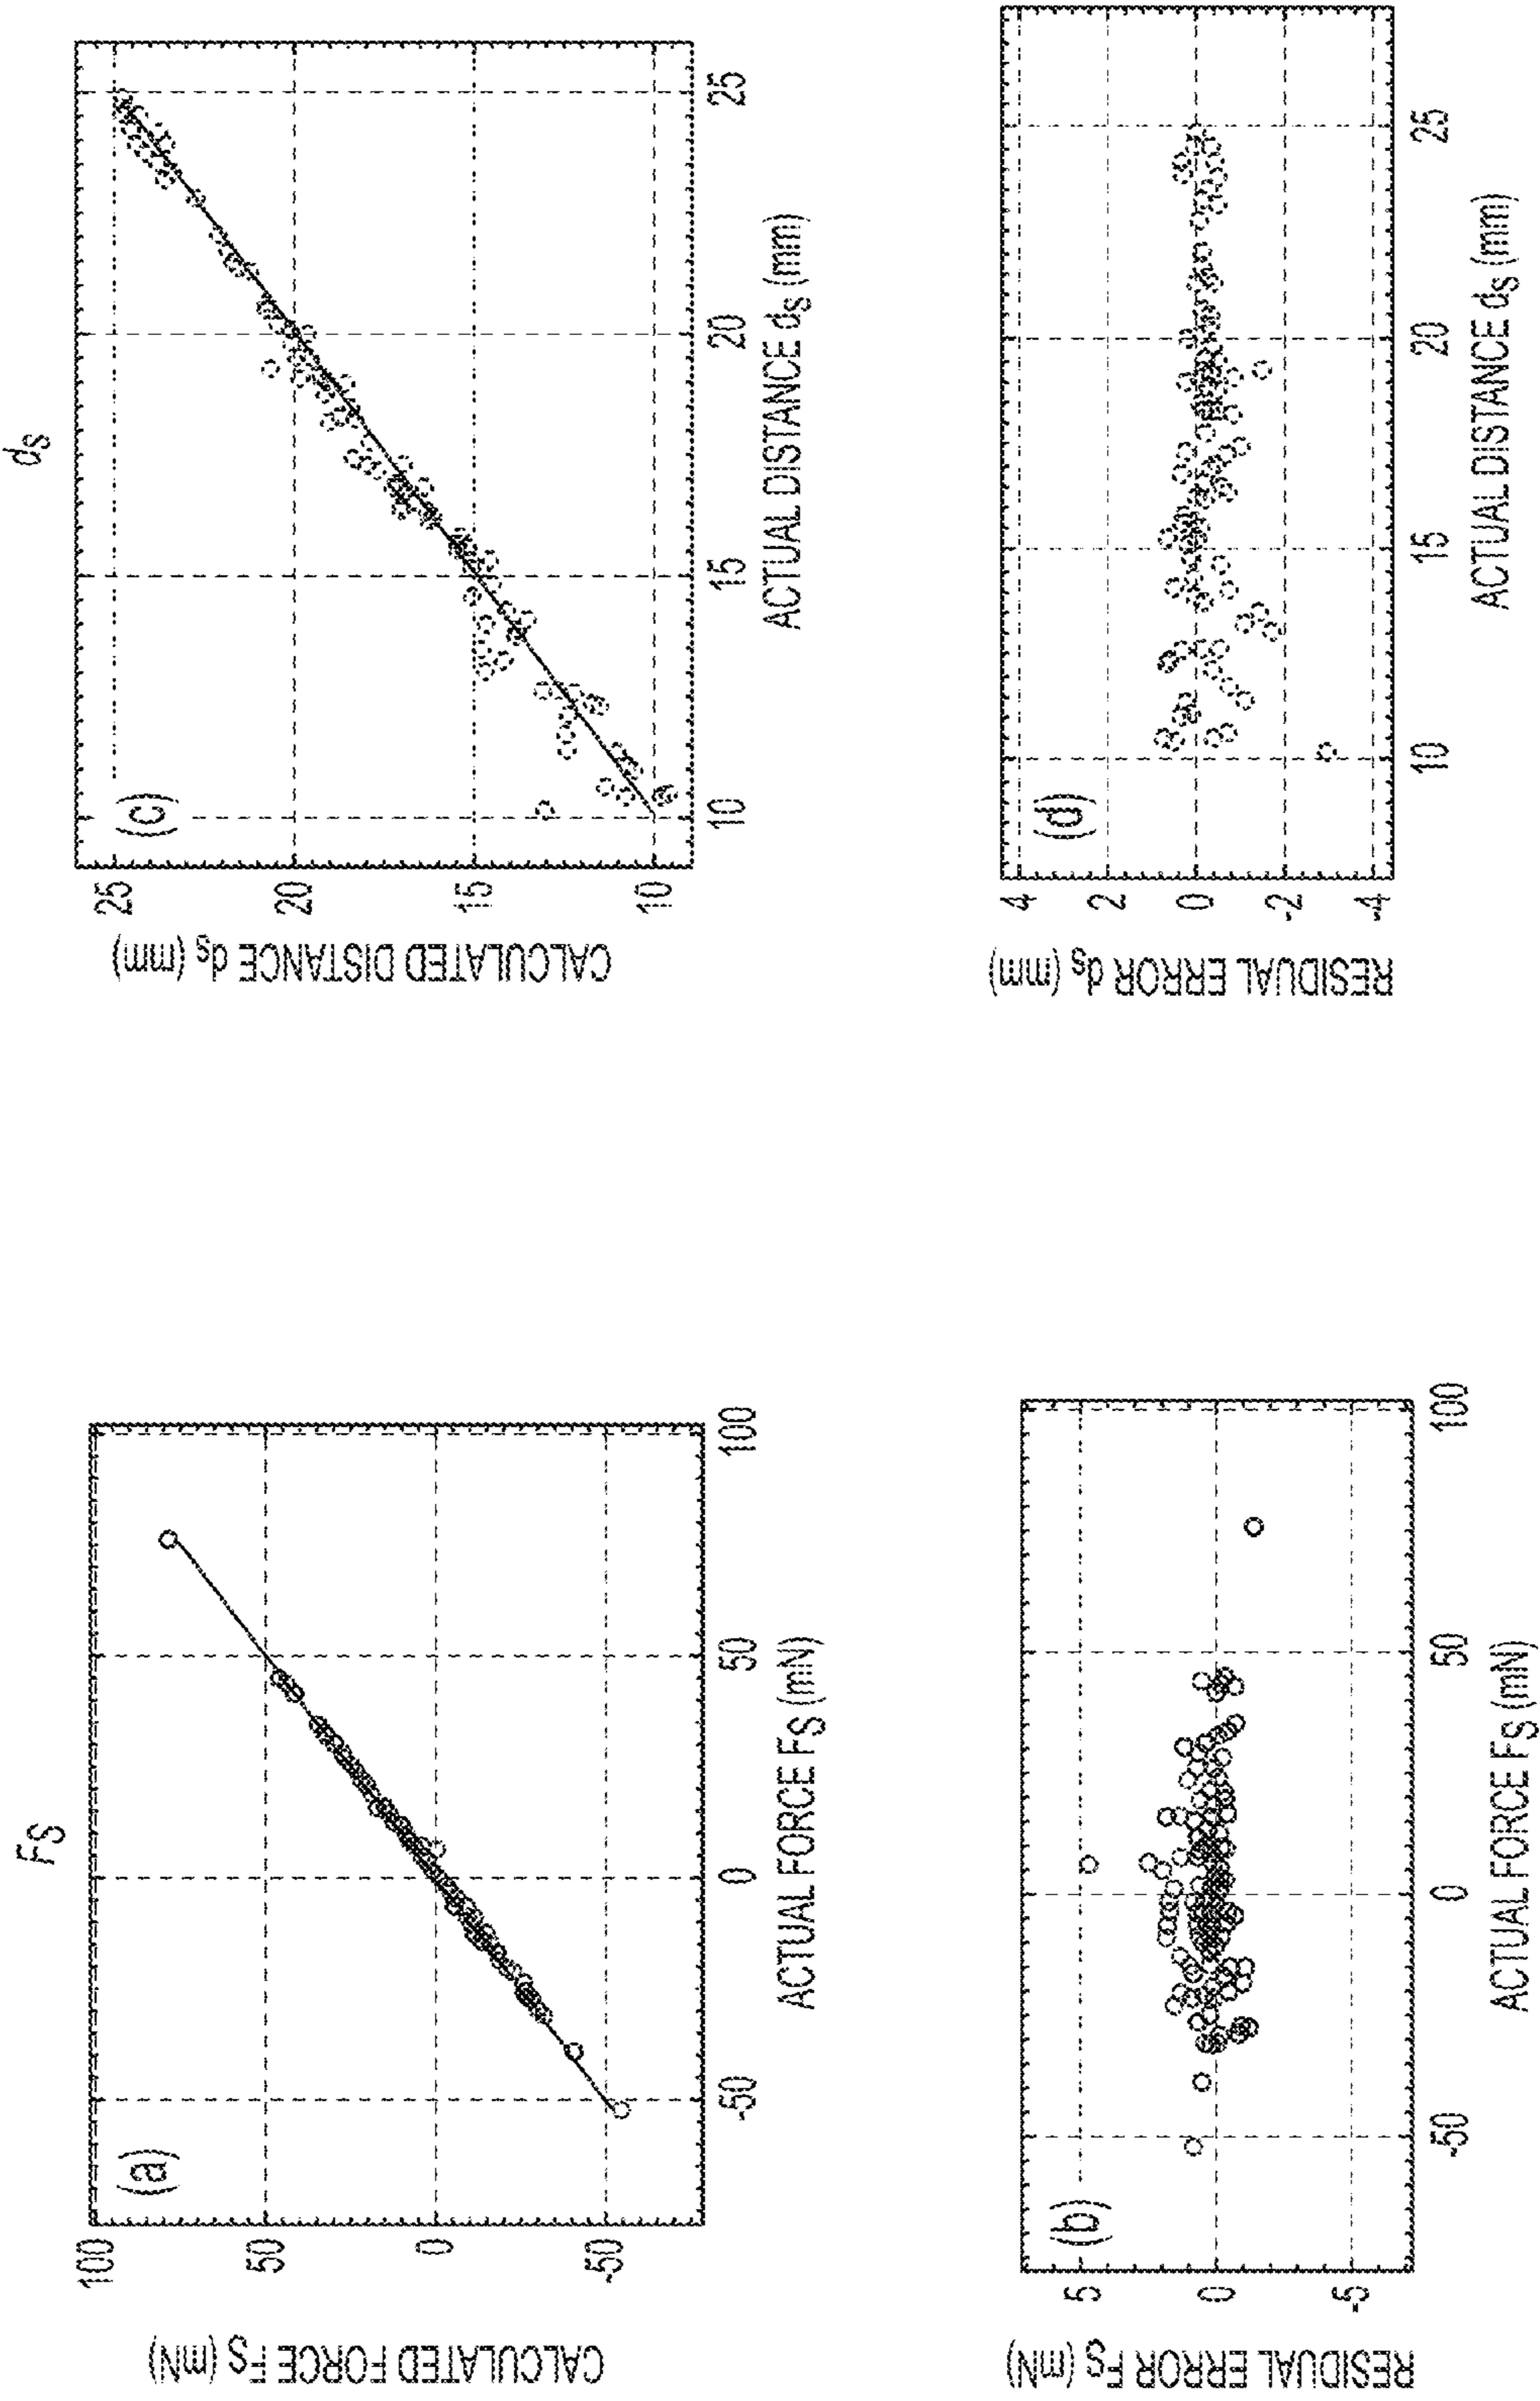 Fs
(a)
100
50
0
-50
CALCULATED FORCE Fs (mN)
-50
0
50
100
ACTUAL FORCE Fs (mN)
(b)
5
0
-5
RESIDUAL ERROR Fs (mN)
-50
0
50
100
ACTUAL FORCE Fs (mN)
ds
(c)
25
20
15
10
CALCULATED DISTANCE ds (mm)
10
15
20
25
ACTUAL DISTANCE ds (mm)
(d)
4
2
0
-2
-4
RESIDUAL ERROR ds (mm)
10
15
20
25
ACTUAL DISTANCE ds (mm)